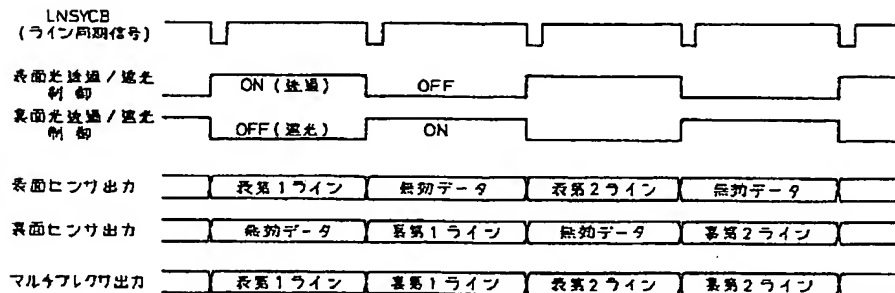 LNSYCB
(ライン同期信号)
表面光透過/遮光
制御
ON(透過) OFF
裏面光透過/遮光
制御
OFF(遮光) ON
表面センサ出力 表第1ライン 無効データ 表第2ライン 無効データ
裏面センサ出力 無効データ 裏第1ライン 無効データ 裏第2ライン
マルチプレクサ出力 表第1ライン 裏第1ライン 表第2ライン 裏第2ライン